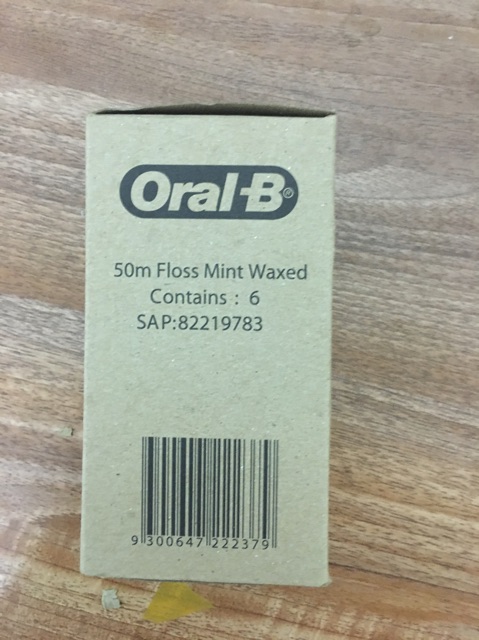 Oral-B®
50m Floss Mint Waxed
Contains : 6
SAP:82219783
9 300647 222379